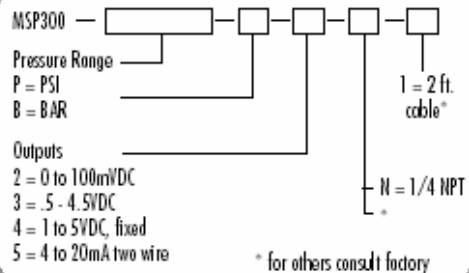 MSP300
Pressure Range
P = PSI
B = BAR
1 = 2 ft.
cable*
Outputs
2 = 0 to 100mVDC
3 = .5 - 4.5VDC
4 = 1 to 5VDC, fixed
5 = 4 to 20mA two wire
N = 1/4 NPT
*
* for others consult factory